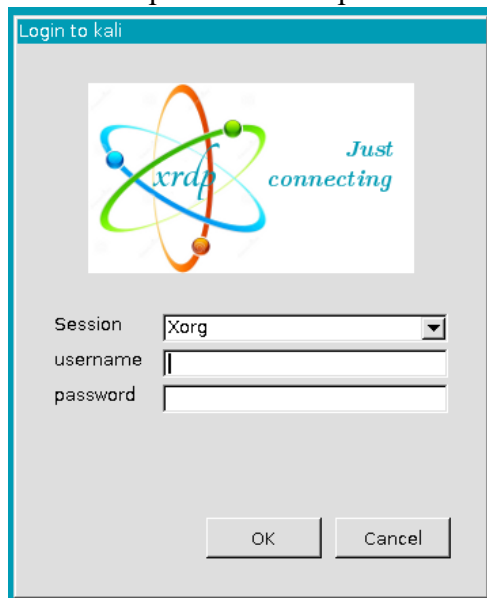 Login to kali
xrdp
Just
connecting
Session
Xorg
username
password
OK
Cancel